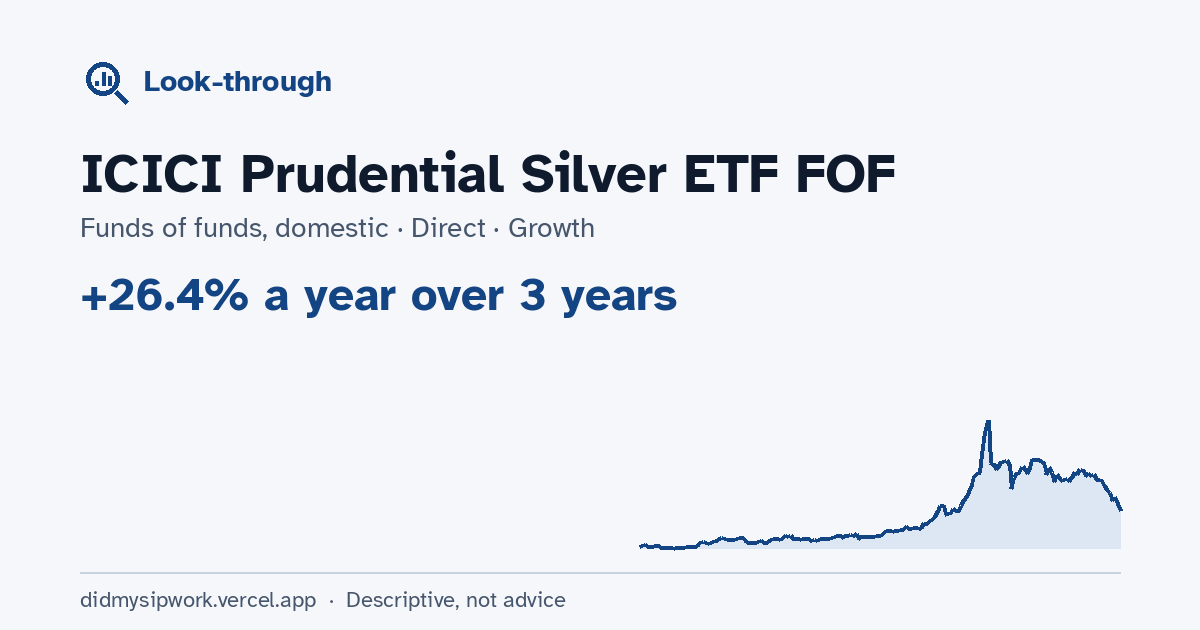 Look-through
ICICI Prudential Silver ETF FOF
Funds of funds, domestic · Direct · Growth
+26.4% a year over 3 years
didmysipwork.vercel.app · Descriptive, not advice